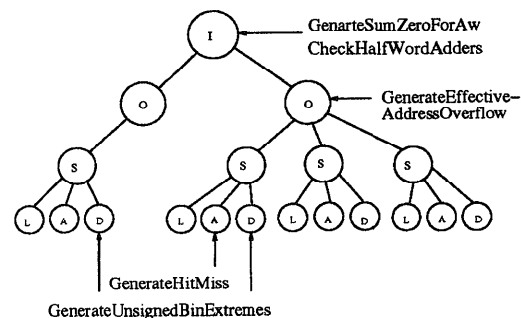 I
GenarteSumZeroForAw
CheckHalfWordAdders
O
O
GenerateEffective-
AddressOverflow
S
S
S
S
L A D
L A D
L A D
L A D
GenerateHitMiss
GenerateUnsignedBinExtremes